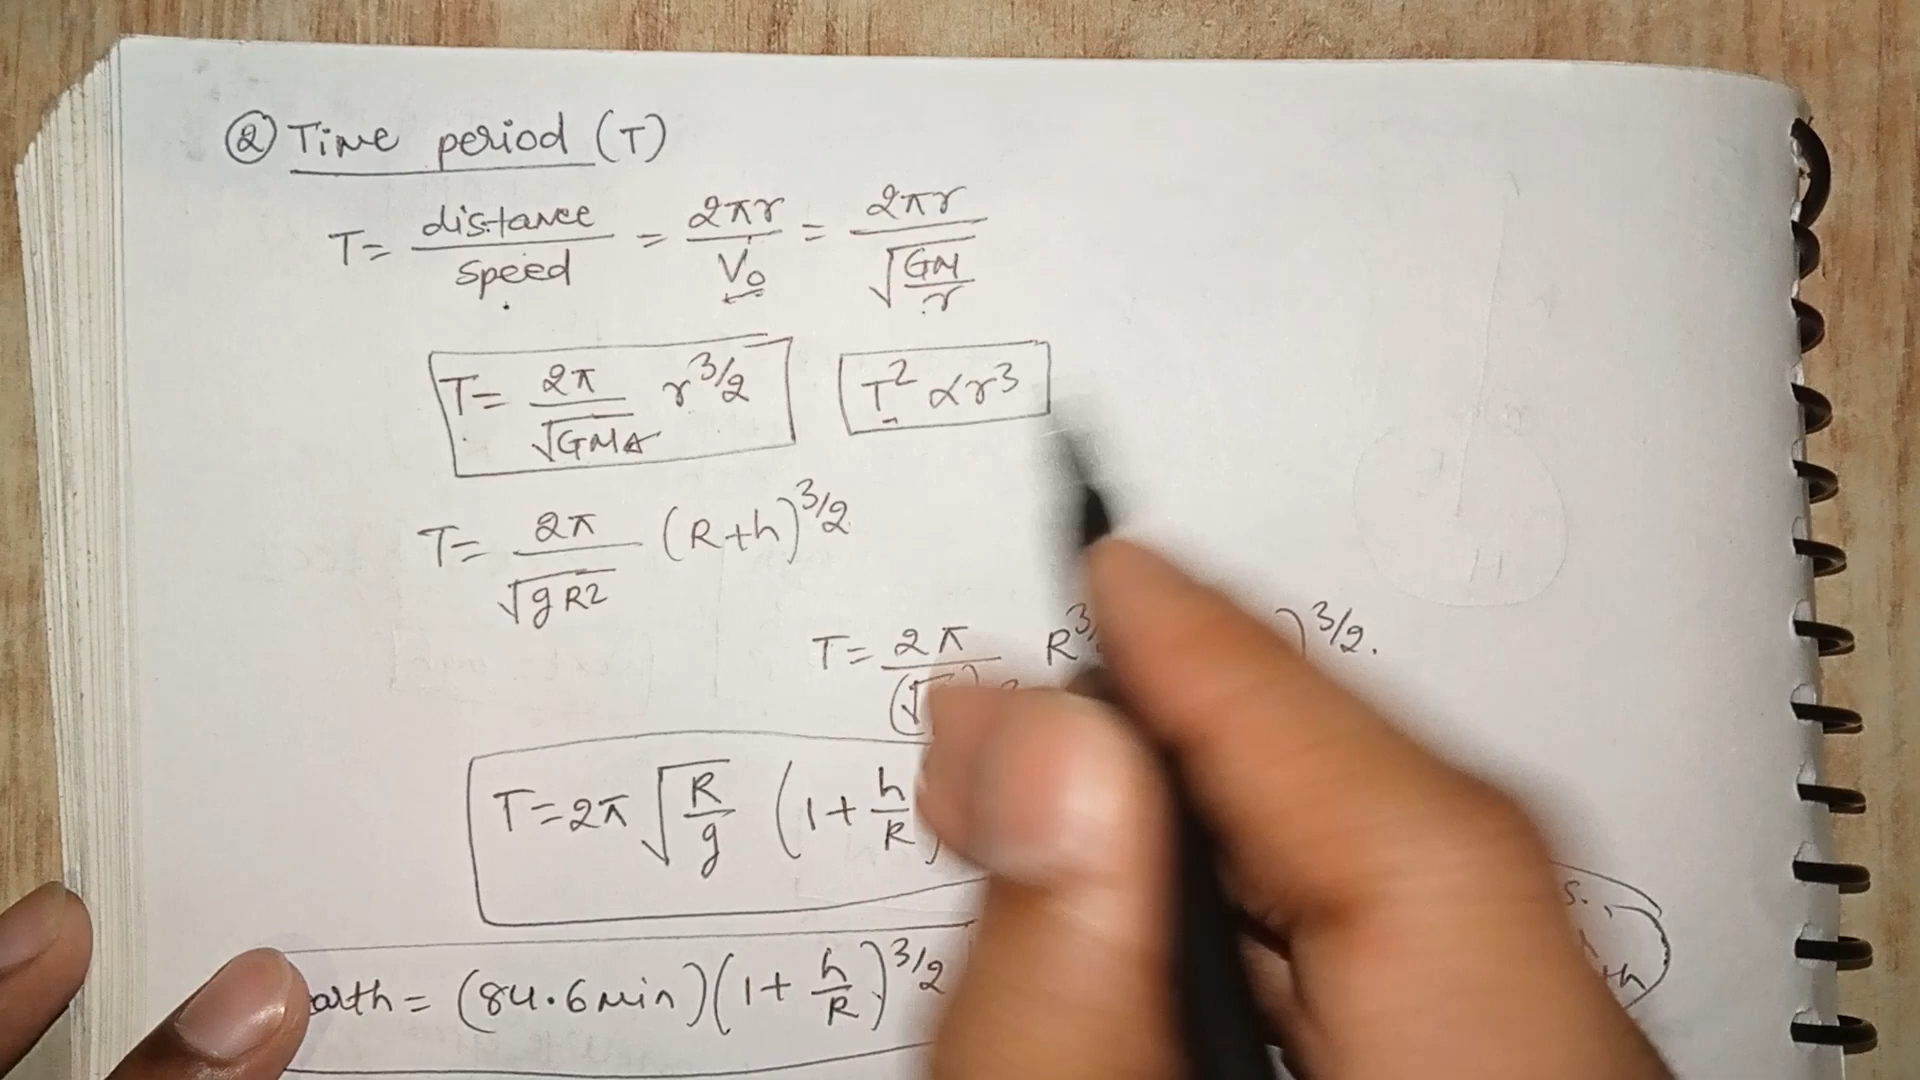 ② Time period (T)
T = distance/speed = 2πr/V₀ = 2πr/√(GM/r)
T = 2π/√GM r^3/2 T² ∝ r³
T = 2π/√gR2 (R+h)^3/2
T = 2π R )^3/2.
T = 2π √(R/g) (1 + h/R)
arth = (84.6 min)(1 + h/R)^3/2